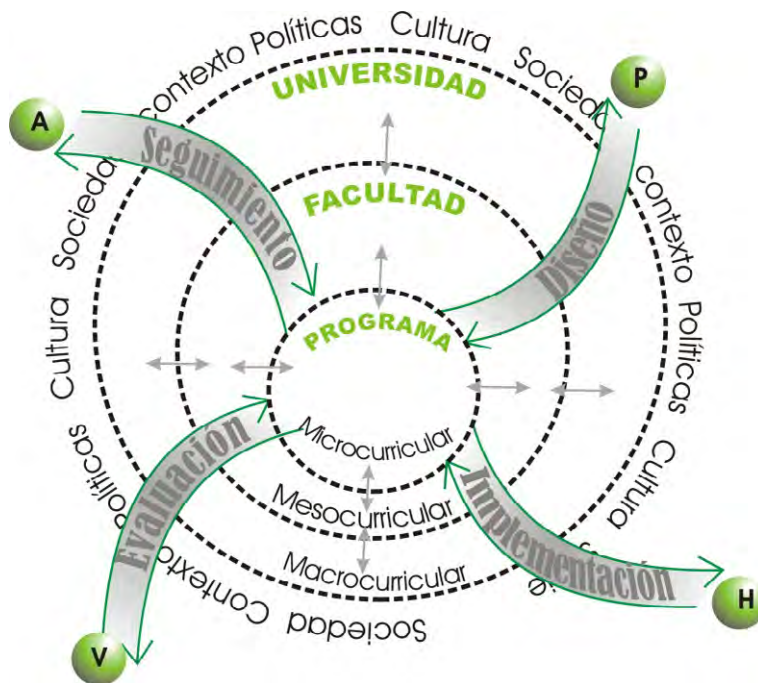 contexto Políticas Cultura Socieda
P
A
UNIVERSIDAD
Seguimiento
FACULTAD
Diseño
contexto Políticas Cultura
PROGRAMA
Sociedad Contexto Políticas Cultura Socieda
Microcurricular
Evaluación
Mesocurricular
Implementación
Macrocurricular
H
V